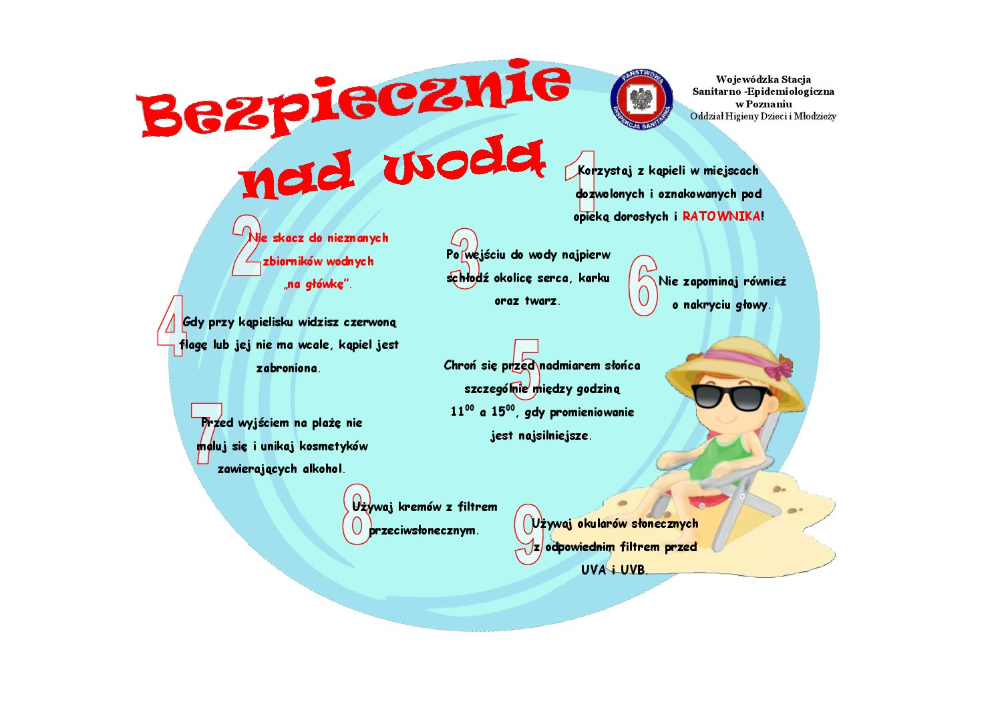 Bezpiecznie
nad wodą
PAŃSTWOWA
INSPEKCJA SANITARNA
Wojewódzka Stacja
Sanitarno -Epidemiologiczna
w Poznaniu
Oddział Higieny Dzieci i Młodzieży
1
Korzystaj z kąpieli w miejscach
dozwolonych i oznakowanych pod
opieką dorosłych i RATOWNIKA!
2
Nie skacz do nieznanych
zbiorników wodnych
„na główkę”.
3
Po wejściu do wody najpierw
schłodź okolicę serca, karku
oraz twarz.
4
Gdy przy kąpielisku widzisz czerwoną
flagę lub jej nie ma wcale, kąpiel jest
zabroniona.
5
Chroń się przed nadmiarem słońca
szczególnie między godziną
11⁰⁰ a 15⁰⁰, gdy promieniowanie
jest najsilniejsze.
6
Nie zapominaj również
o nakryciu głowy.
7
Przed wyjściem na plażę nie
maluj się i unikaj kosmetyków
zawierających alkohol.
8
Używaj kremów z filtrem
przeciwsłonecznym.
9
Używaj okularów słonecznych
z odpowiednim filtrem przed
UVA i UVB.